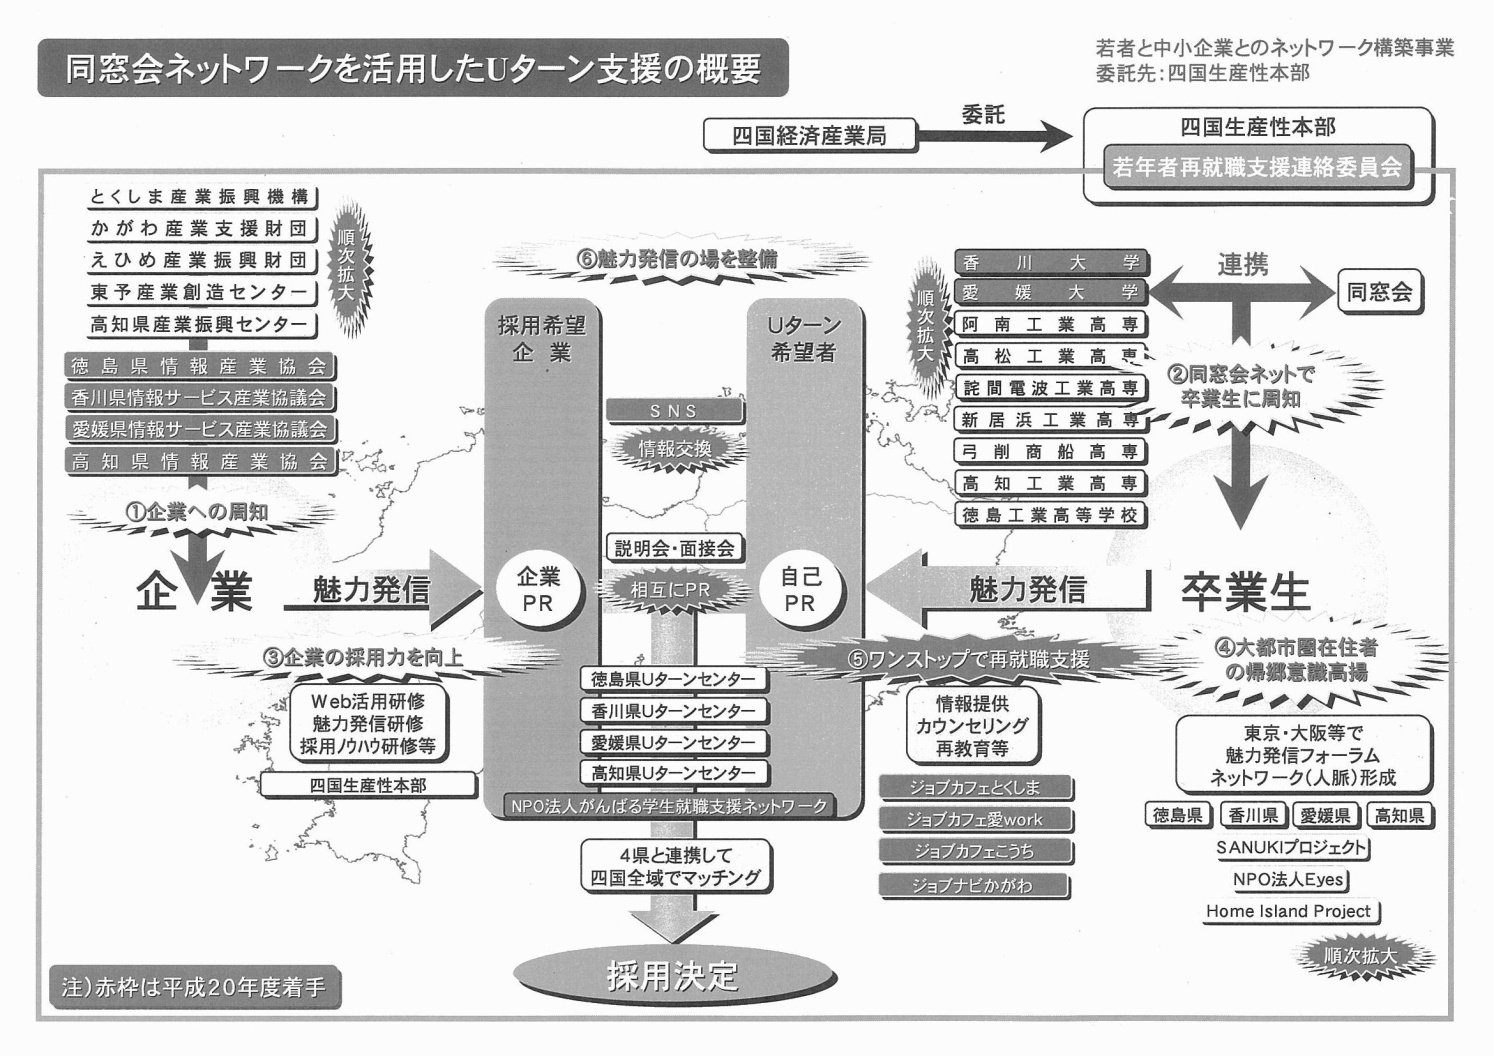 同窓会ネットワークを活用したUターン支援の概要
若者と中小企業とのネットワーク構築事業
委託先：四国生産性本部
四国経済産業局
委託
四国生産性本部
若年者再就職支援連絡委員会
とくしま産業振興機構
かがわ産業支援財団
えひめ産業振興財団
東予産業創造センター
高知県産業振興センター
順次拡大
徳島県情報産業協会
香川県情報サービス産業協議会
愛媛県情報サービス産業協議会
高知県情報産業協会
①企業への周知
企業
魅力発信
③企業の採用力を向上
Web活用研修
魅力発信研修
採用ノウハウ研修等
四国生産性本部
⑥魅力発信の場を整備
採用希望
企業
Uターン
希望者
SNS
情報交換
説明会・面接会
企業
PR
相互にPR
自己
PR
徳島県Uターンセンター
香川県Uターンセンター
愛媛県Uターンセンター
高知県Uターンセンター
NPO法人がんばる学生就職支援ネットワーク
4県と連携して
四国全域でマッチング
採用決定
順次拡大
香川大学
愛媛大学
阿南工業高専
高松工業高専
詫間電波工業高専
新居浜工業高専
弓削商船高専
高知工業高専
徳島工業高等学校
連携
同窓会
②同窓会ネットで
卒業生に周知
魅力発信
卒業生
⑤ワンストップで再就職支援
情報提供
カウンセリング
再教育等
ジョブカフェとくしま
ジョブカフェ愛work
ジョブカフェこうち
ジョブナビかがわ
④大都市圏在住者
の帰郷意識高揚
東京・大阪等で
魅力発信フォーラム
ネットワーク（人脈）形成
徳島県
香川県
愛媛県
高知県
SANUKIプロジェクト
NPO法人Eyes
Home Island Project
順次拡大
注）赤枠は平成20年度着手